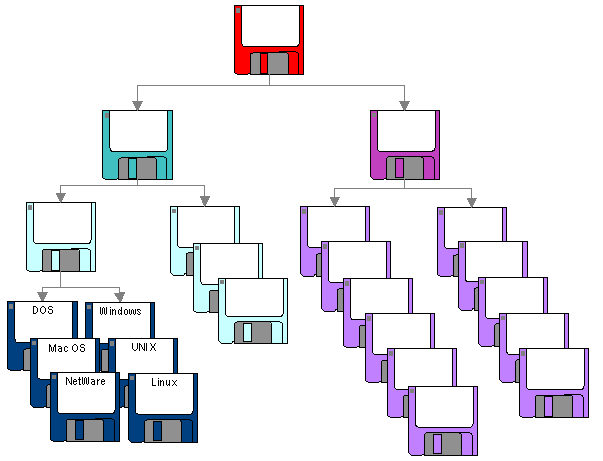 DOS
Windows
Mac OS
UNIX
NetWare
Linux